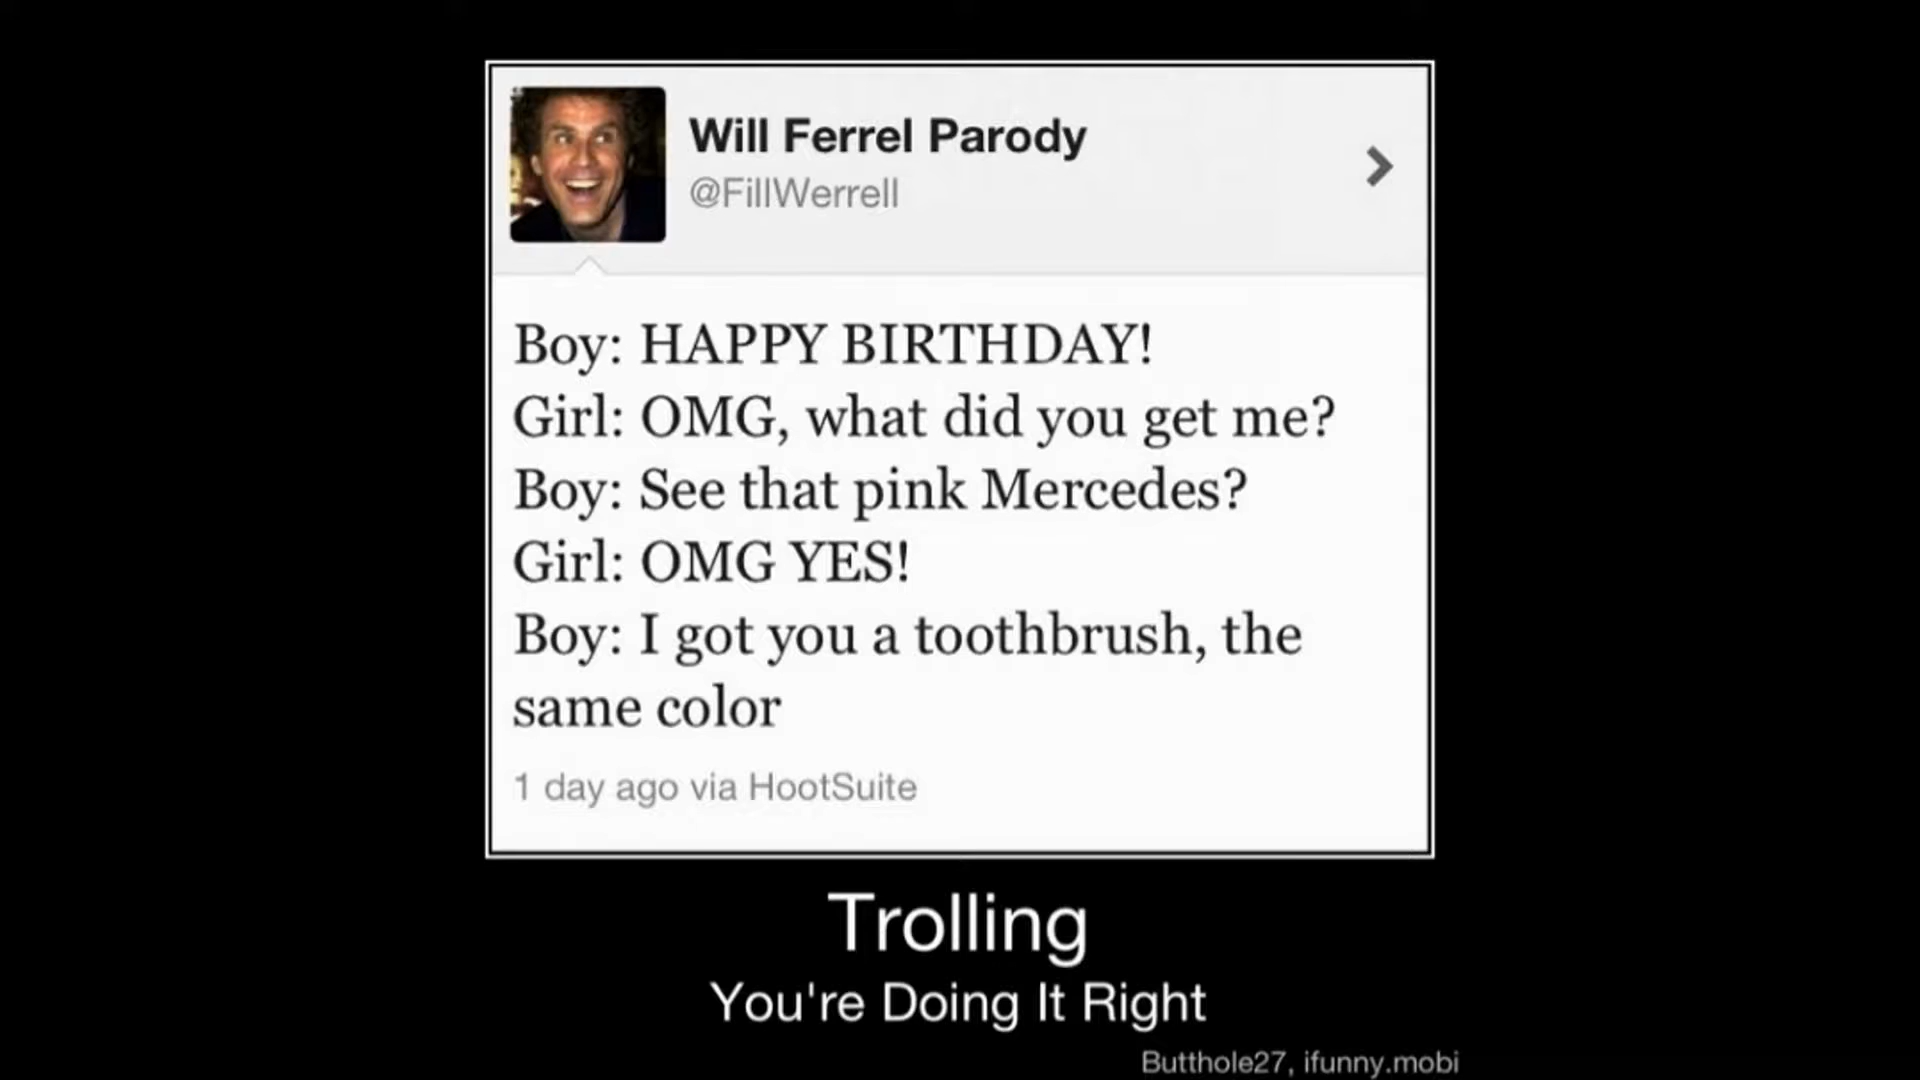 Will Ferrel Parody
@FillWerrell
Boy: HAPPY BIRTHDAY!
Girl: OMG, what did you get me?
Boy: See that pink Mercedes?
Girl: OMG YES!
Boy: I got you a toothbrush, the
same color
1 day ago via HootSuite
Trolling
You're Doing It Right
Butthole27, ifunny.mobi